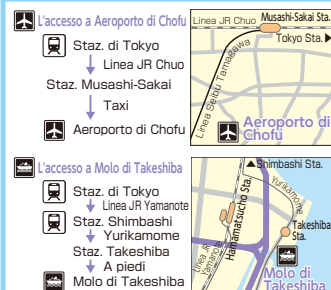 L'accesso a Aeroporto di Chofu
Staz. di Tokyo
Linea JR Chuo
Staz. Musashi-Sakai
Taxi
Aeroporto di Chofu
Linea JR Chuo
Musashi-Sakai Sta.
Tokyo Sta.▶
Linea Seibu Tamagawa
Aeroporto di
Chofu
L'accesso a Molo di Takeshiba
Staz. di Tokyo
Linea JR Yamanote
Staz. Shimbashi
Yurikamome
Staz. Takeshiba
A piedi
Molo di Takeshiba
▲Shimbashi Sta.
Yurikamome
Hamamatsucho Sta.
Takeshiba
Sta.
Linea JR
Yamanote
Molo di
Takeshiba